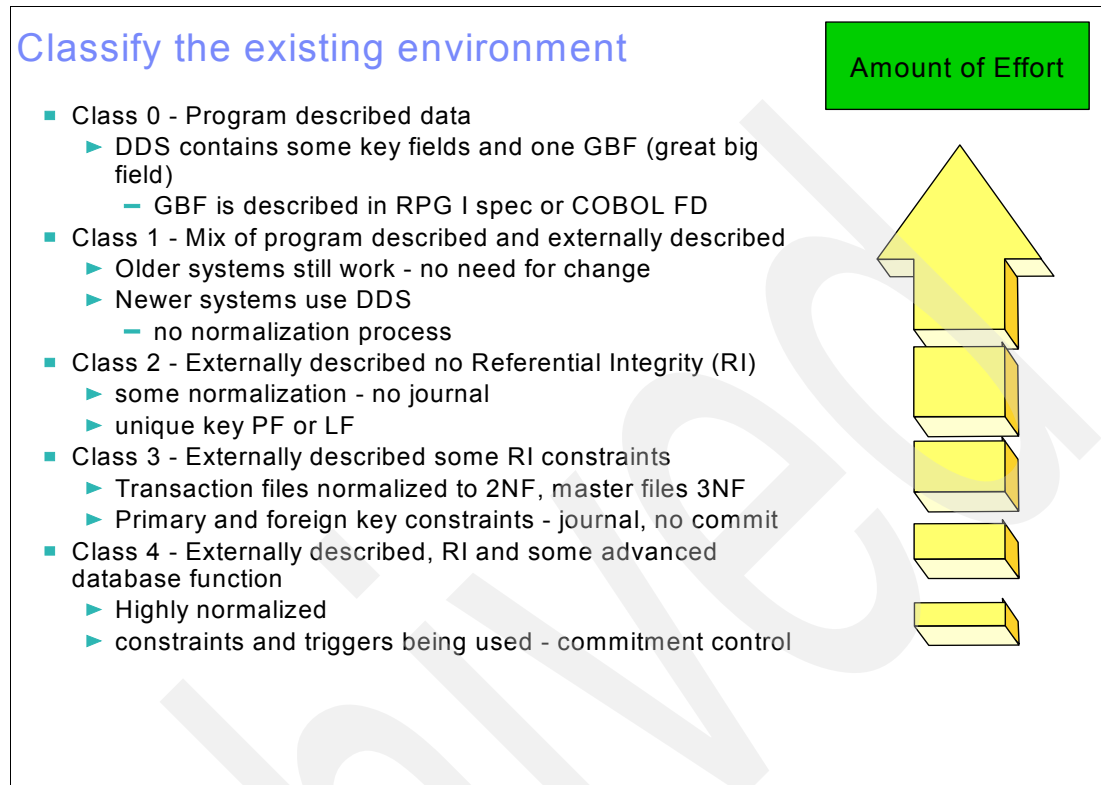 Classify the existing environment
Amount of Effort
Class 0 - Program described data
DDS contains some key fields and one GBF (great big
field)
GBF is described in RPG I spec or COBOL FD
Class 1 - Mix of program described and externally described
Older systems still work - no need for change
Newer systems use DDS
no normalization process
Class 2 - Externally described no Referential Integrity (RI)
some normalization - no journal
unique key PF or LF
Class 3 - Externally described some RI constraints
Transaction files normalized to 2NF, master files 3NF
Primary and foreign key constraints - journal, no commit
Class 4 - Externally described, RI and some advanced
database function
Highly normalized
constraints and triggers being used - commitment control
hived